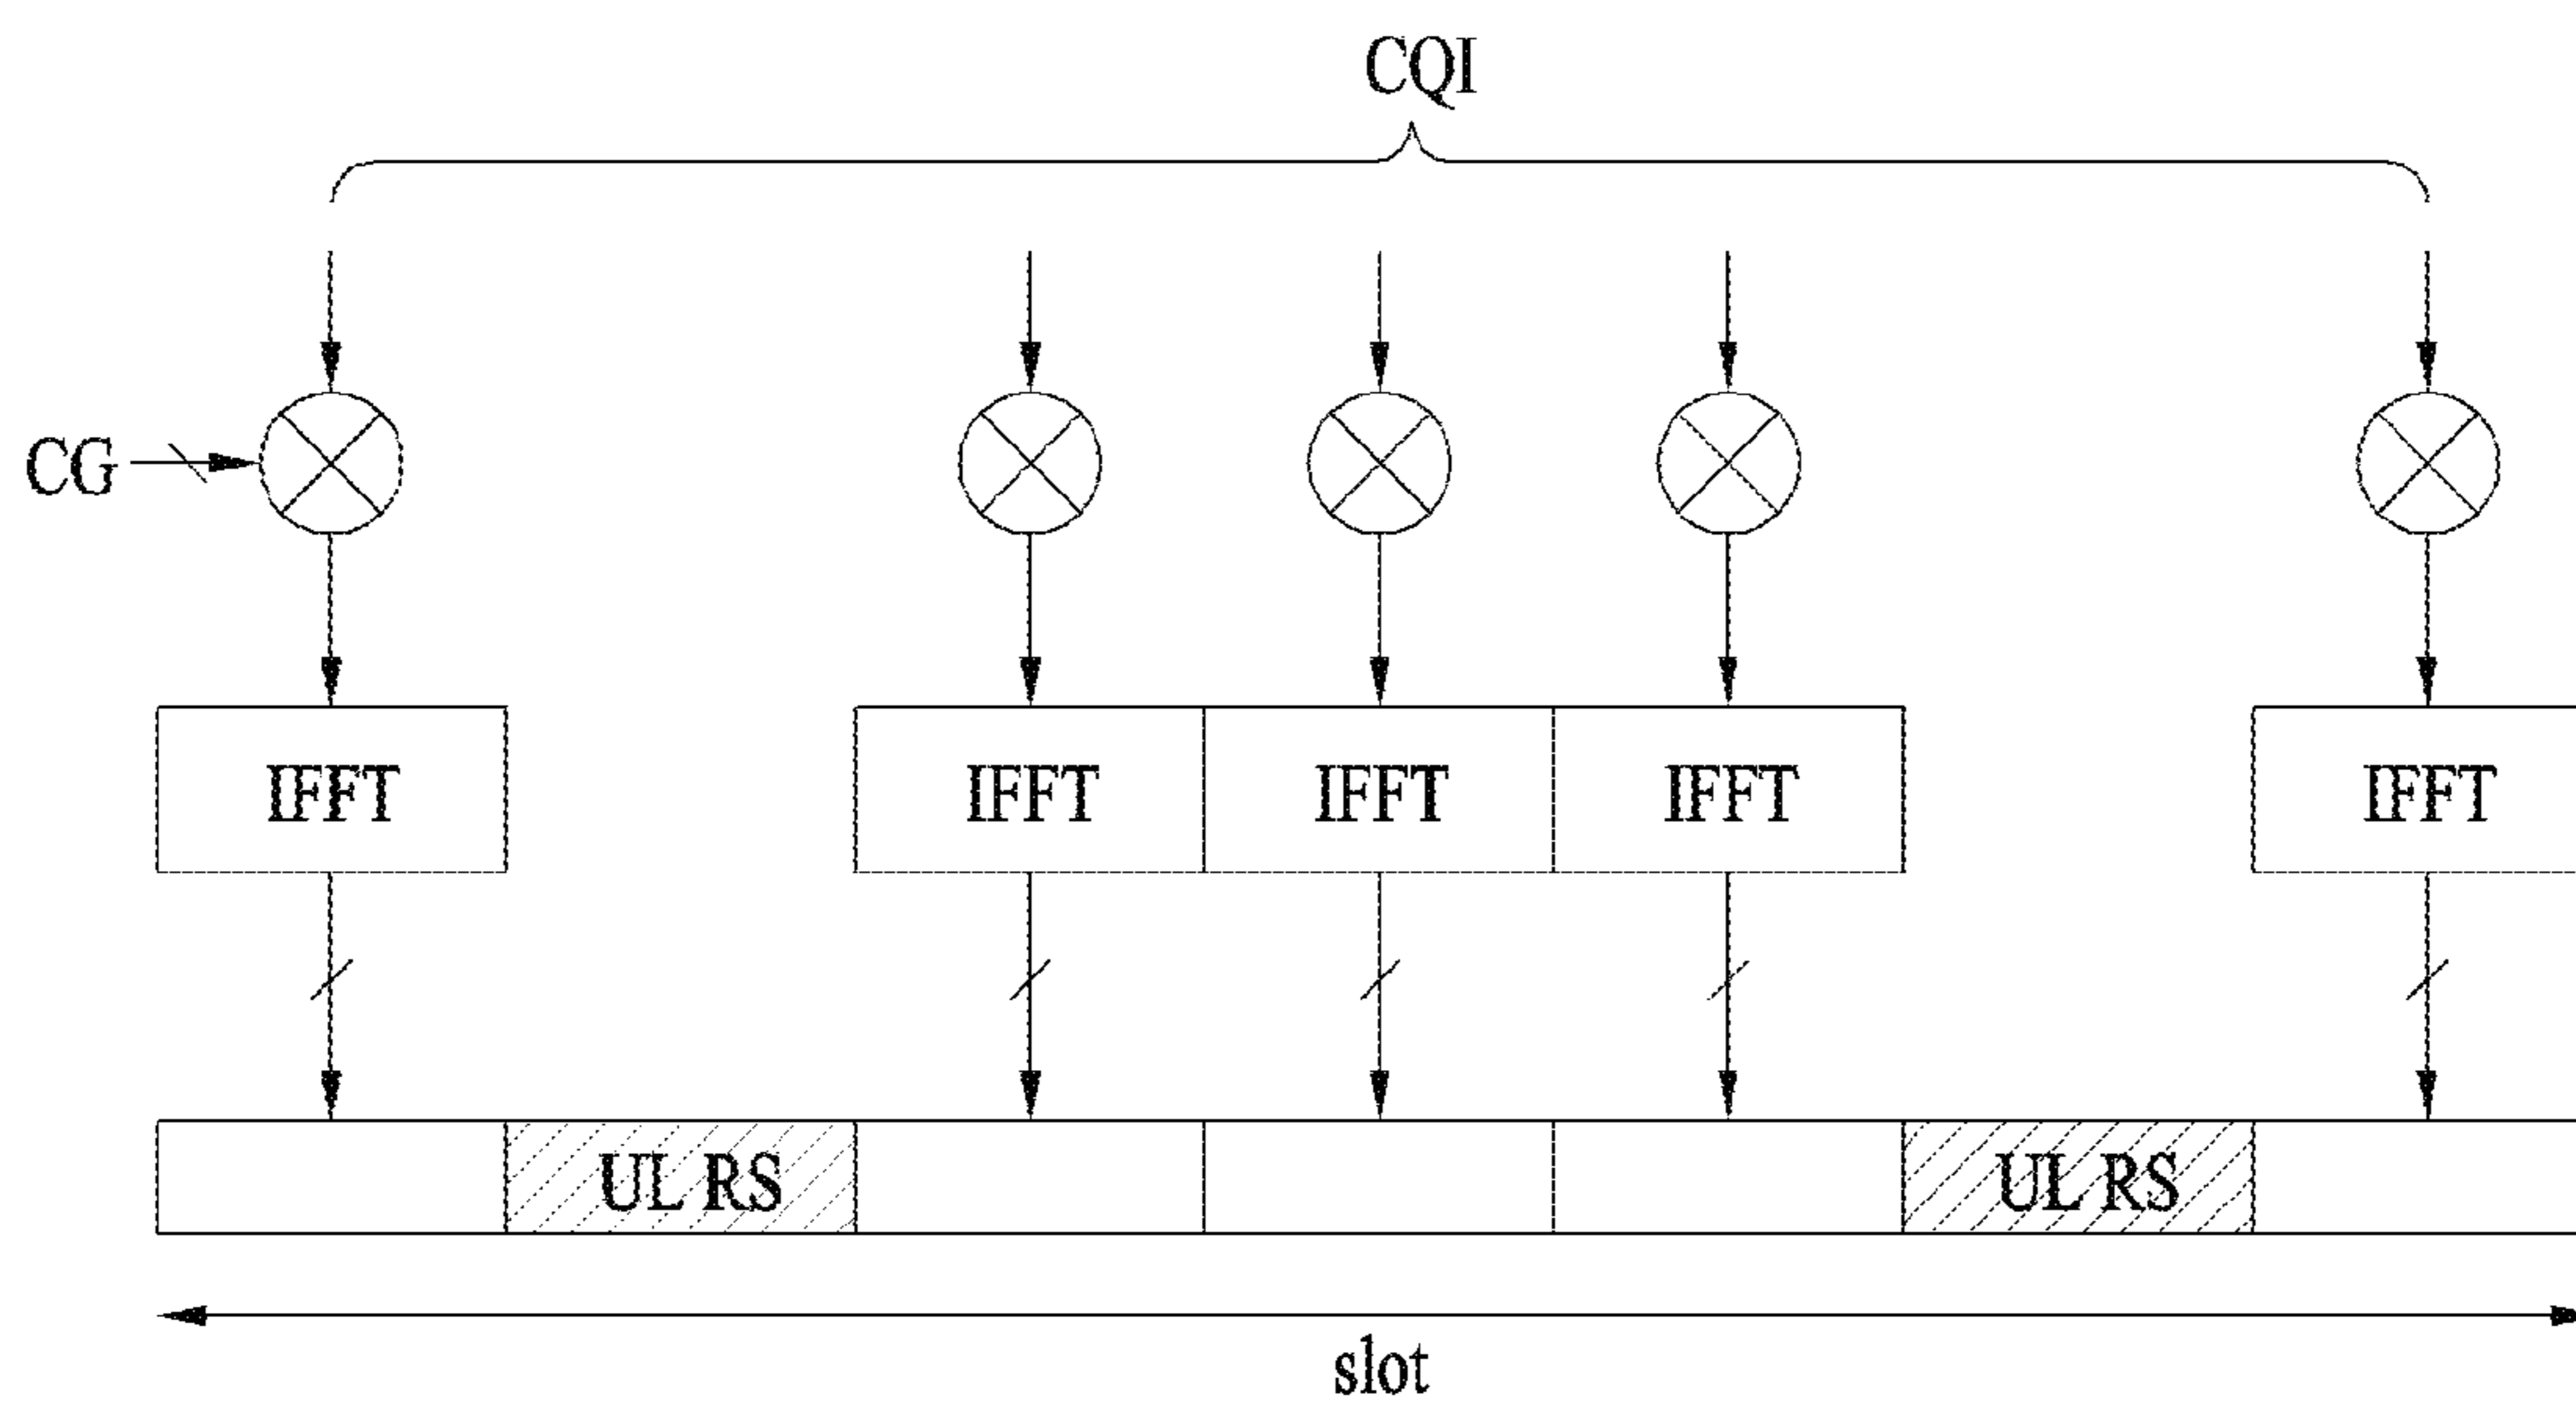 CQI
CG
IFFT IFFT IFFT IFFT IFFT
UL RS UL RS
slot